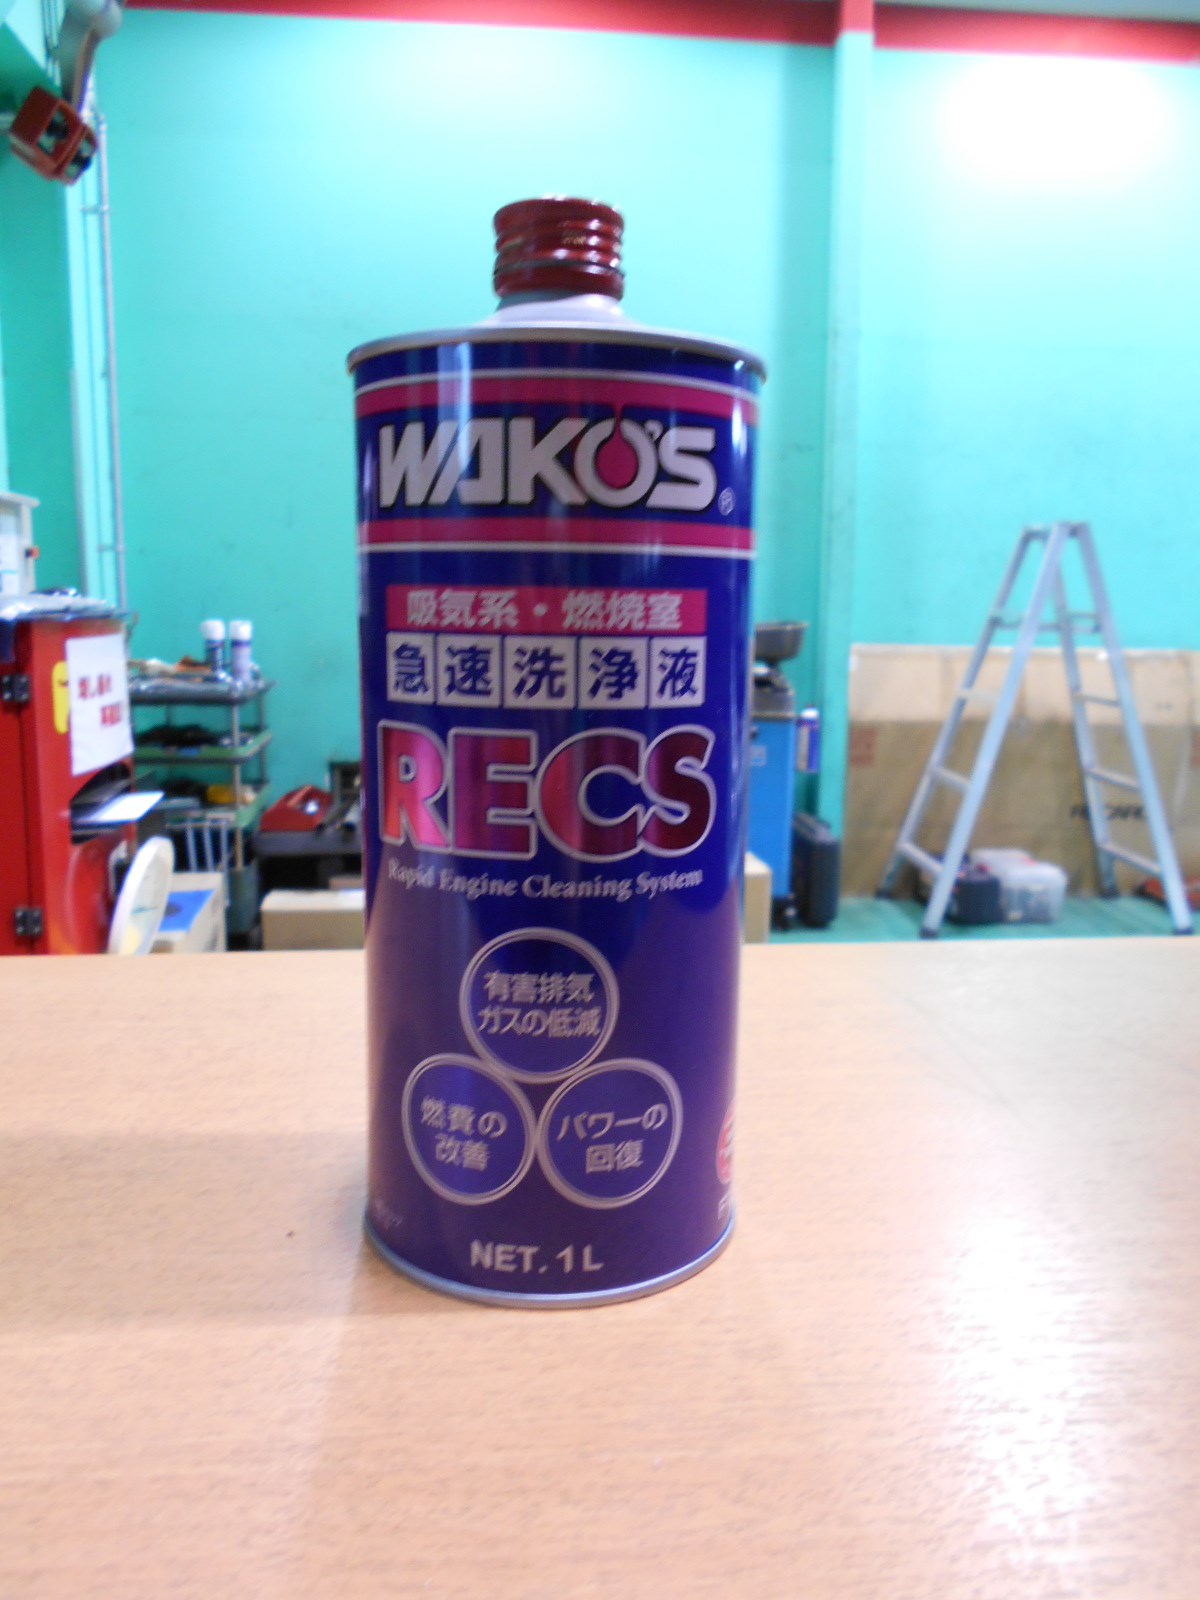 WAKO'S
®
吸気系・燃焼室
急速洗浄液
RECS
Rapid Engine Cleaning System
有害排気
ガスの低減
燃費の
改善
パワーの
回復
NET. 1L
RECARO